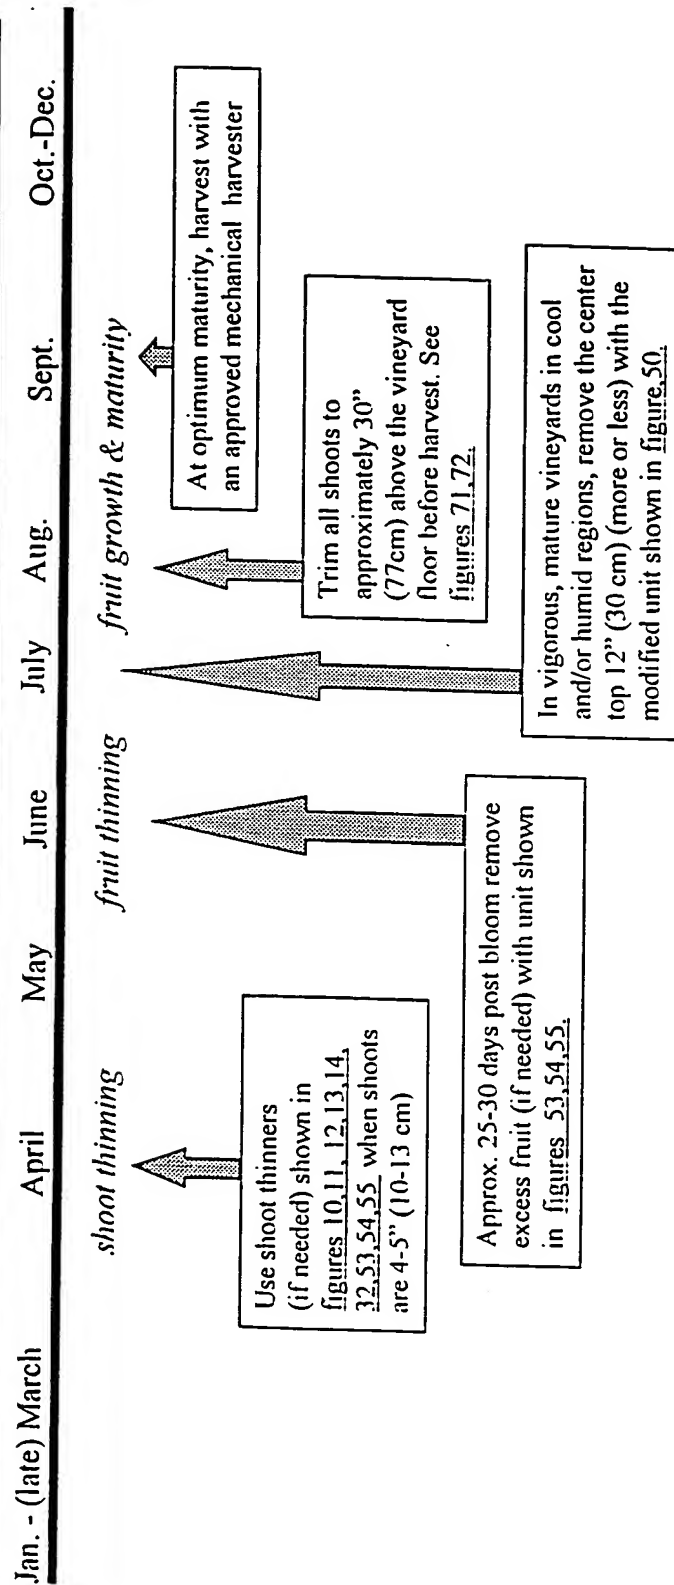 Jan. - (late) March April May June July Aug. Sept. Oct.-Dec.
shoot thinning fruit thinning fruit growth & maturity
Use shoot thinners
(if needed) shown in
figures 10,11, 12,13,14,
32,53,54,55 when shoots
are 4-5" (10-13 cm)
Approx. 25-30 days post bloom remove
excess fruit (if needed) with unit shown
in figures 53,54,55.
In vigorous, mature vineyards in cool
and/or humid regions, remove the center
top 12" (30 cm) (more or less) with the
modified unit shown in figure,50.
Trim all shoots to
approximately 30"
(77cm) above the vineyard
floor before harvest. See
figures 71,72.
At optimum maturity, harvest with
an approved mechanical harvester